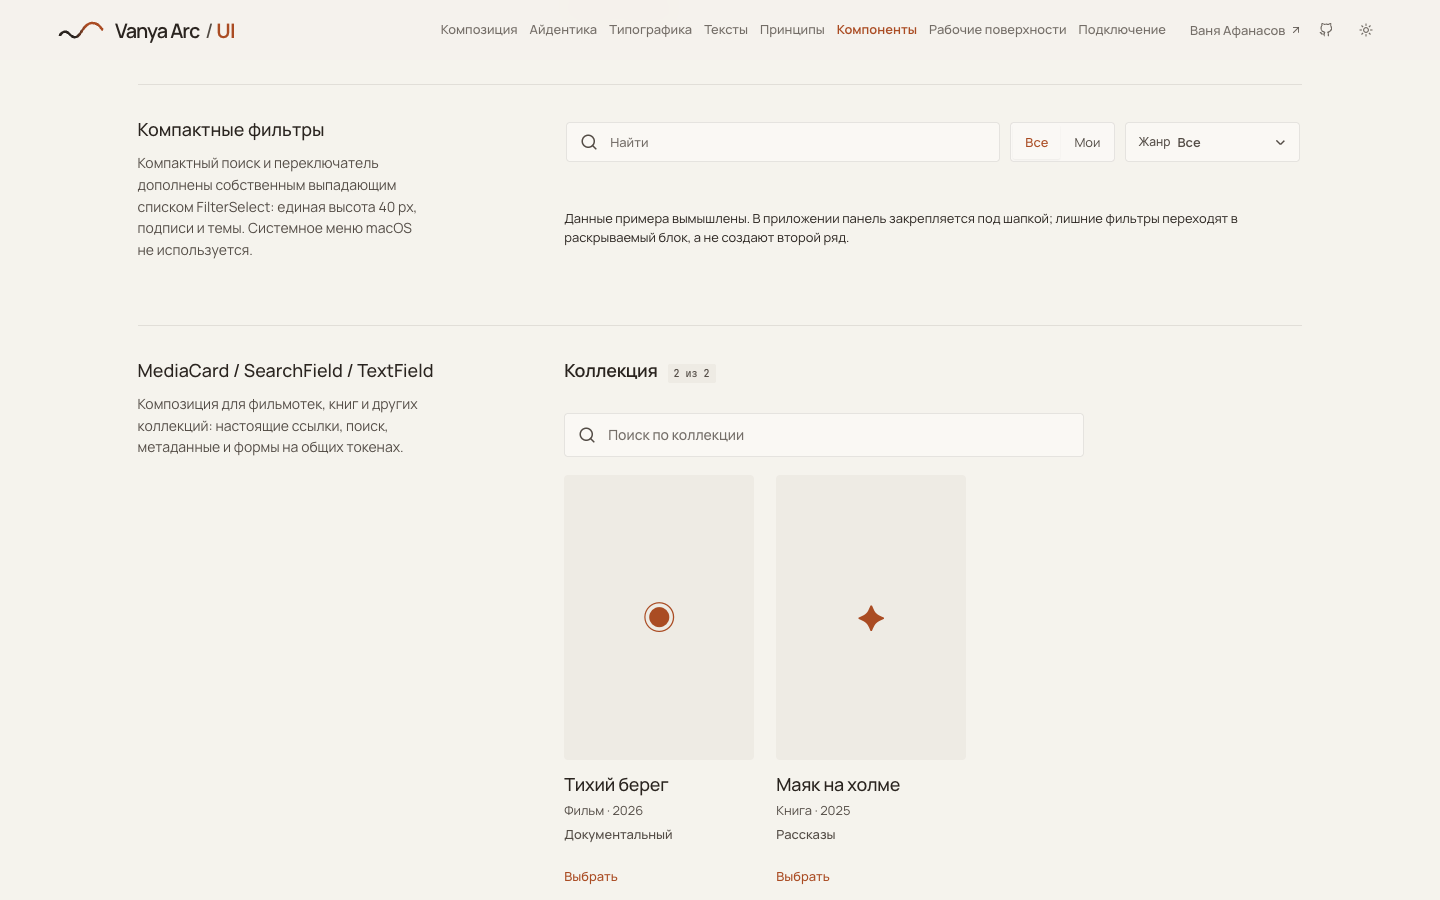 Vanya Arc / UI
Композиция Айдентика Типографика Тексты Принципы Компоненты Рабочие поверхности Подключение Ваня Афанасов
Компактные фильтры
Компактный поиск и переключатель
дополнены собственным выпадающим
списком FilterSelect: единая высота 40 px,
подписи и темы. Системное меню macOS
не используется.
Найти
Все Мои
Жанр Все
Данные примера вымышлены. В приложении панель закрепляется под шапкой; лишние фильтры переходят в
раскрываемый блок, а не создают второй ряд.
MediaCard / SearchField / TextField
Композиция для фильмотек, книг и других
коллекций: настоящие ссылки, поиск,
метаданные и формы на общих токенах.
Коллекция 2 из 2
Поиск по коллекции
Тихий берег
Фильм · 2026
Документальный
Выбрать
Маяк на холме
Книга · 2025
Рассказы
Выбрать